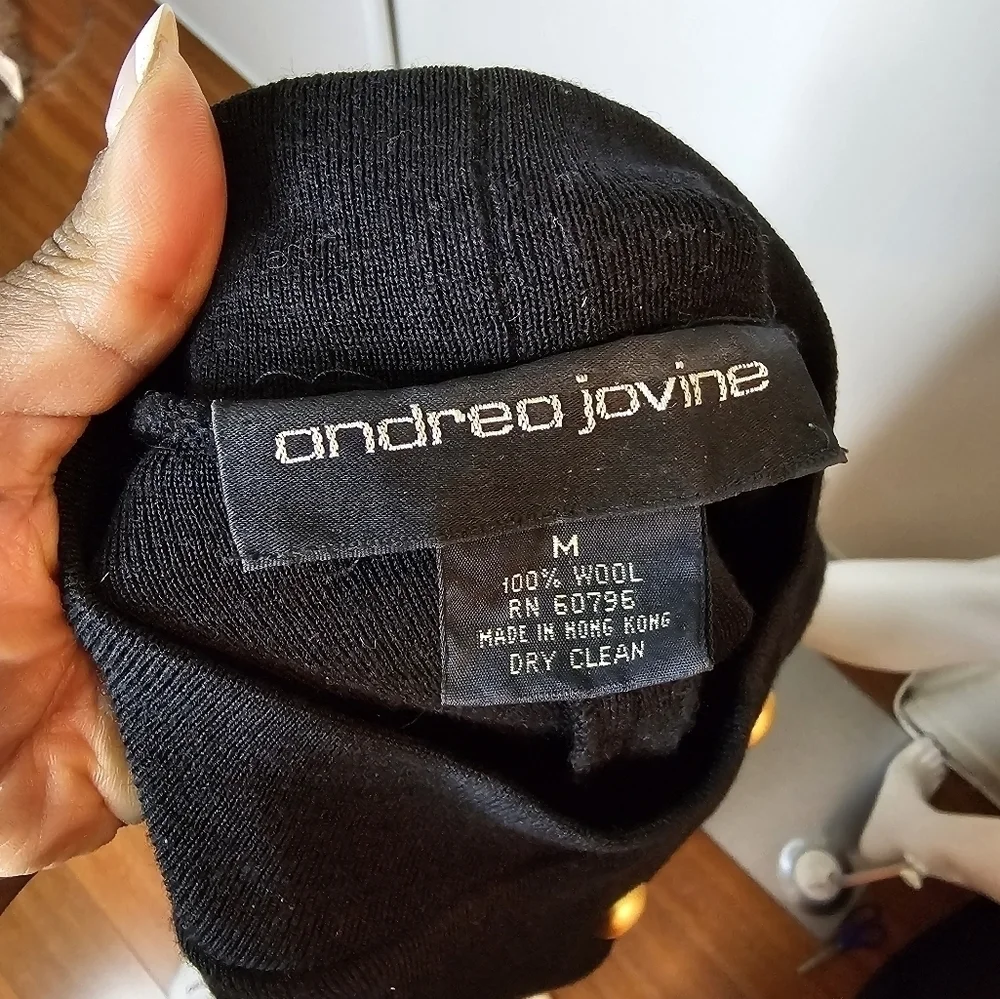 andrea jovine
M
100% WOOL
RN 60796
MADE IN HONG KONG
DRY CLEAN